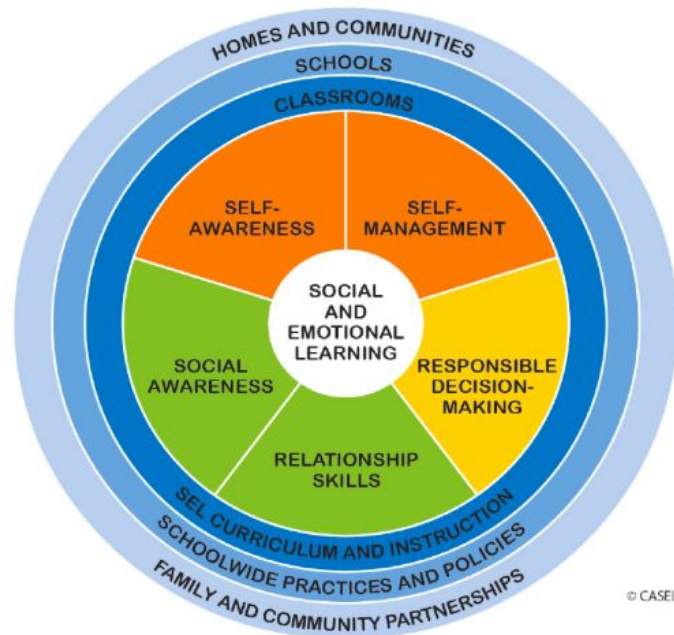 HOMES AND COMMUNITIES
SCHOOLS
CLASSROOMS
SELF-
AWARENESS
SELF-
MANAGEMENT
SOCIAL
AND
EMOTIONAL
LEARNING
SOCIAL
AWARENESS
RESPONSIBLE
DECISION-
MAKING
RELATIONSHIP
SKILLS
SEL CURRICULUM AND INSTRUCTION
SCHOOLWIDE PRACTICES AND POLICIES
FAMILY AND COMMUNITY PARTNERSHIPS
© CASEL